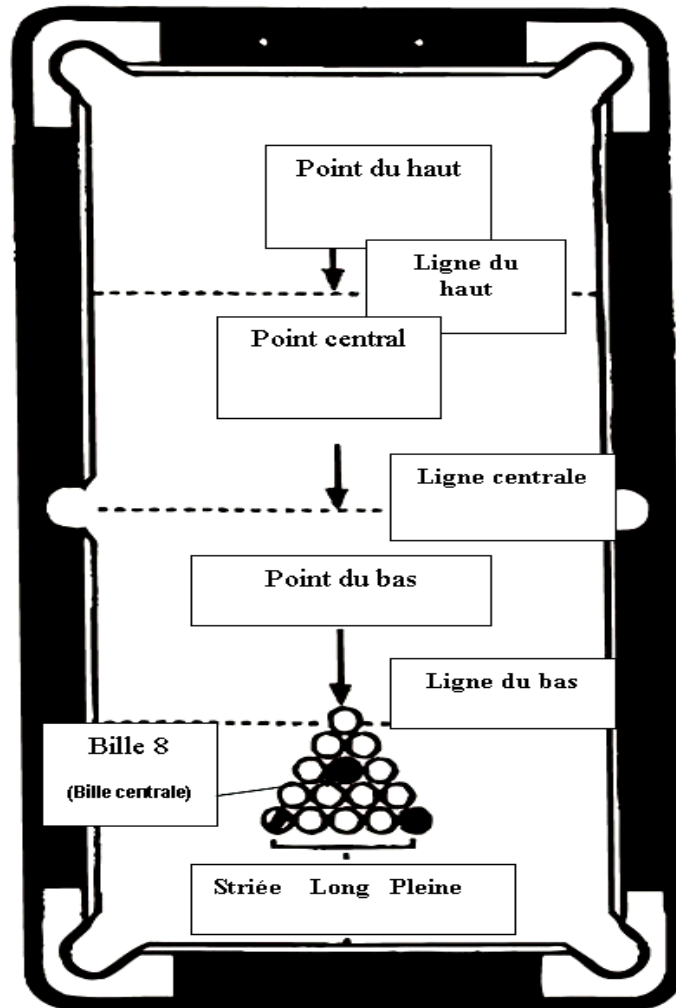 Point du haut
Ligne du
haut
Point central
Ligne centrale
Point du bas
Ligne du bas
Bille 8
(Bille centrale)
Striée Long Pleine